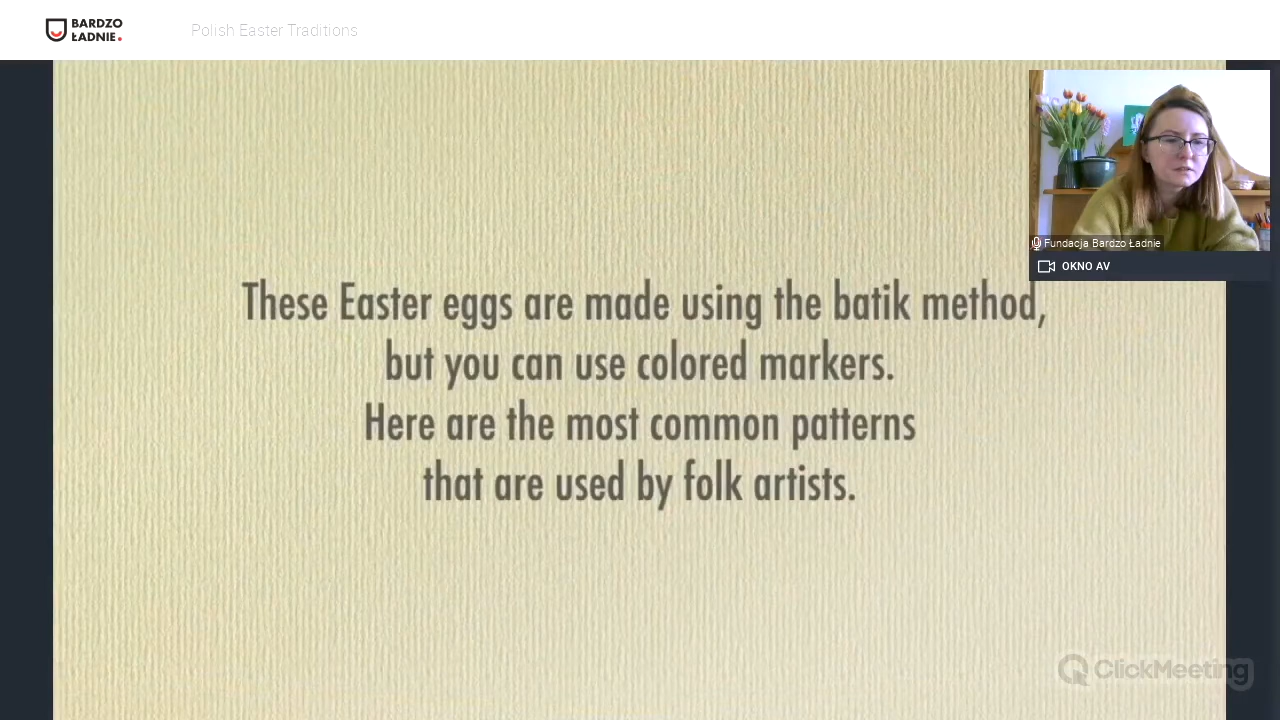 BARDZO
ŁADNIE.
Polish Easter Traditions
Fundacja Bardzo Ładnie
OKNO AV
These Easter eggs are made using the batik method,
but you can use colored markers.
Here are the most common patterns
that are used by folk artists.
ClickMeeting